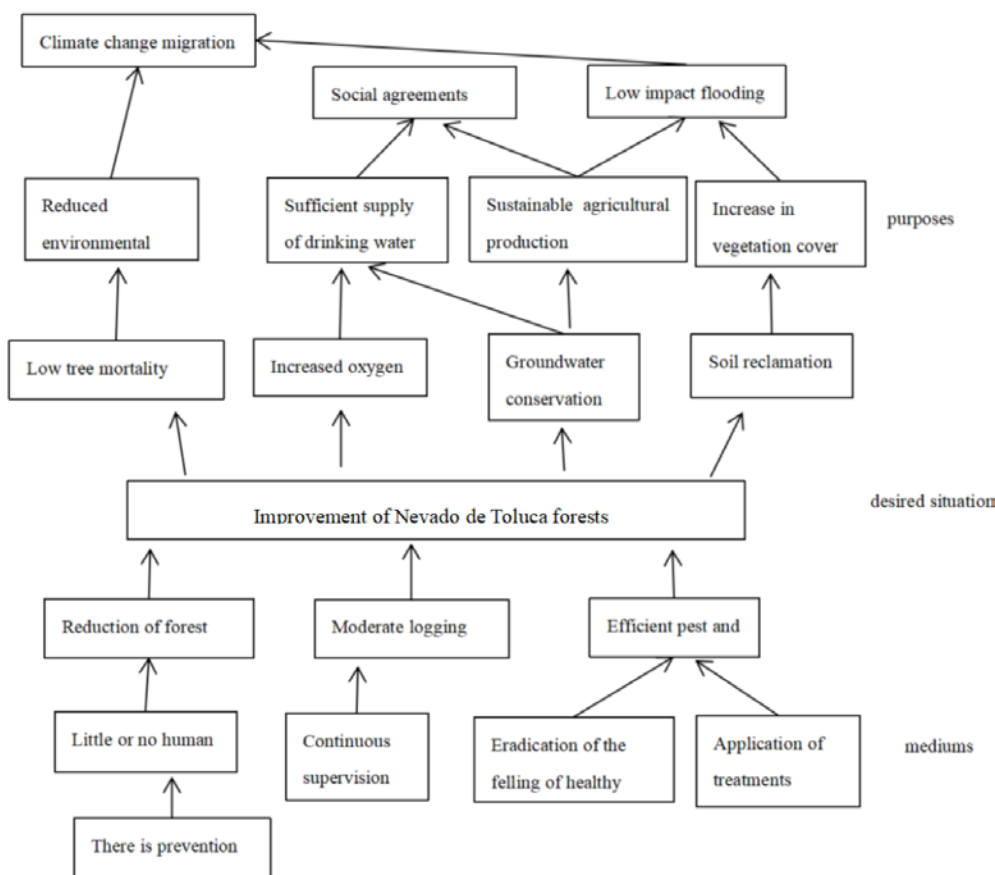 Climate change migration
Social agreements
Low impact flooding
Reduced
environmental
Sufficient supply
of drinking water
Sustainable agricultural
production
Increase in
vegetation cover
purposes
Low tree mortality
Increased oxygen
Groundwater
conservation
Soil reclamation
Improvement of Nevado de Toluca forests
desired situation
Reduction of forest
Moderate logging
Efficient pest and
Little or no human
Continuous
supervision
Eradication of the
felling of healthy
Application of
treatments
mediums
There is prevention